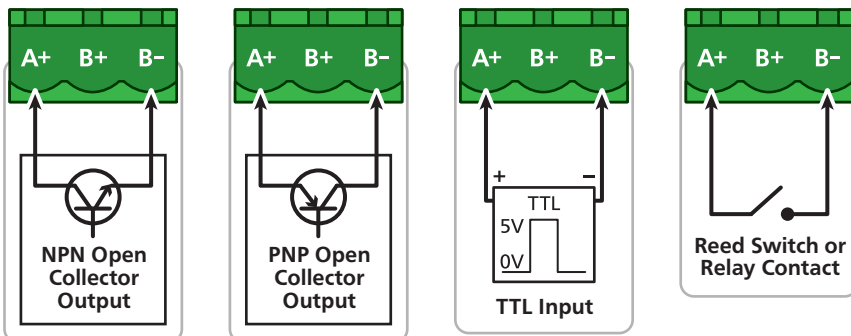 A+ B+ B–
NPN Open
Collector
Output
A+ B+ B–
PNP Open
Collector
Output
A+ B+ B–
+ –
TTL
5V
0V
TTL Input
A+ B+ B–
Reed Switch or
Relay Contact